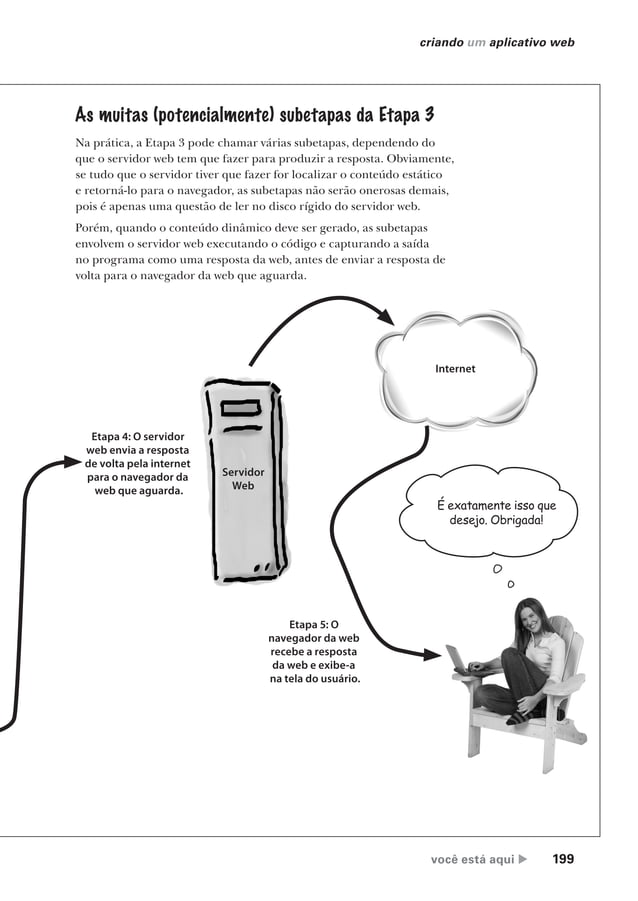 criando um aplicativo web
As muitas (potencialmente) subetapas da Etapa 3
Na prática, a Etapa 3 pode chamar várias subetapas, dependendo do
que o servidor web tem que fazer para produzir a resposta. Obviamente,
se tudo que o servidor tiver que fazer for localizar o conteúdo estático
e retorná-lo para o navegador, as subetapas não serão onerosas demais,
pois é apenas uma questão de ler no disco rígido do servidor web.
Porém, quando o conteúdo dinâmico deve ser gerado, as subetapas
envolvem o servidor web executando o código e capturando a saída
no programa como uma resposta da web, antes de enviar a resposta de
volta para o navegador da web que aguarda.
Internet
Etapa 4: O servidor
web envia a resposta
de volta pela internet
para o navegador da
web que aguarda.
Servidor
Web
É exatamente isso que
desejo. Obrigada!
Etapa 5: O
navegador da web
recebe a resposta
da web e exibe-a
na tela do usuário.
você está aqui ▶ 199